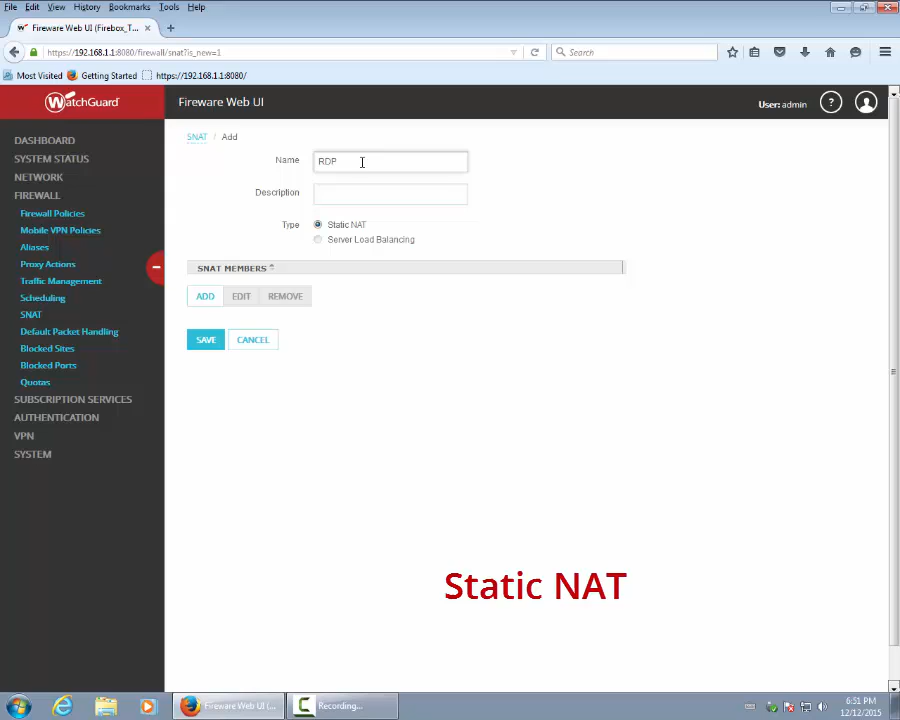 File Edit View History Bookmarks Tools Help
Fireware Web UI (Firebox_T...
https://192.168.1.1:8080/firewall/snat?is_new=1
Search
Most Visited Getting Started https://192.168.1.1:8080/
WatchGuard
Fireware Web UI
User: admin
?
DASHBOARD
SYSTEM STATUS
NETWORK
FIREWALL
Firewall Policies
Mobile VPN Policies
Aliases
Proxy Actions
Traffic Management
Scheduling
SNAT
Default Packet Handling
Blocked Sites
Blocked Ports
Quotas
SUBSCRIPTION SERVICES
AUTHENTICATION
VPN
SYSTEM
SNAT / Add
Name RDP
Description
Type Static NAT
Server Load Balancing
SNAT MEMBERS
ADD EDIT REMOVE
SAVE CANCEL
Static NAT
Fireware Web UI (...
Recording...
6:51 PM
12/12/2015